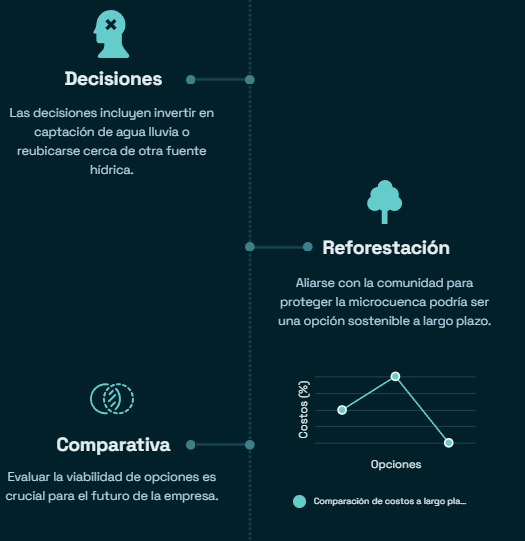 Decisiones
Las decisiones incluyen invertir en
captación de agua lluvia o
reubicarse cerca de otra fuente
hídrica.
Reforestación
Aliarse con la comunidad para
proteger la microcuenca podría ser
una opción sostenible a largo plazo.
Comparativa
Evaluar la viabilidad de opciones es
crucial para el futuro de la empresa.
Costos (%)
Opciones
Comparación de costos a largo pla...